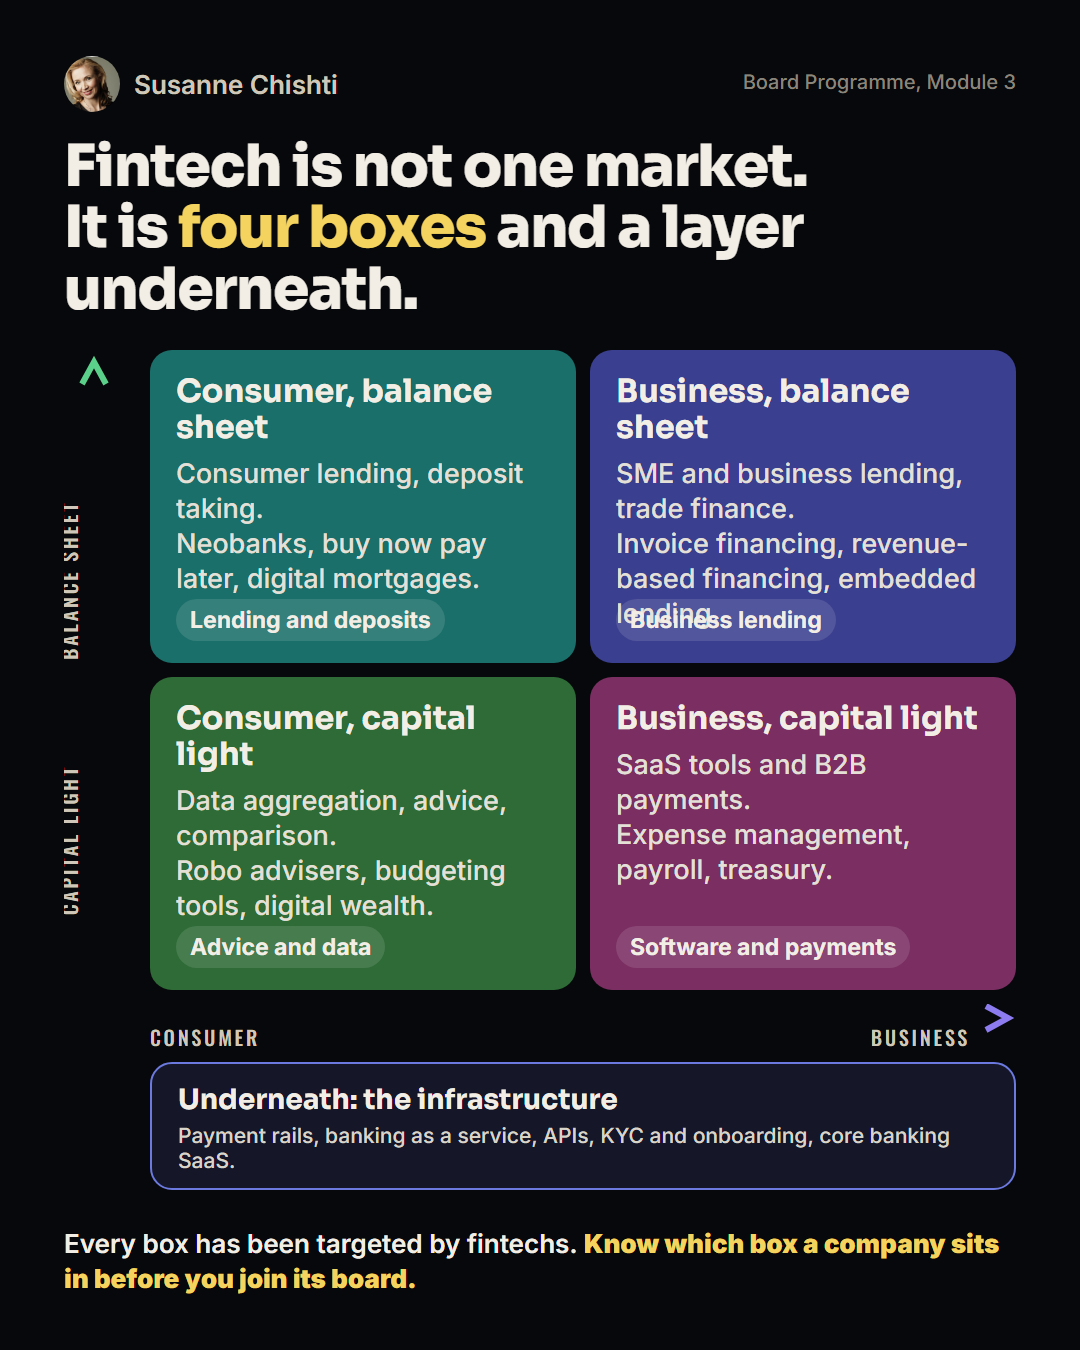 Susanne Chishti
Board Programme, Module 3
Fintech is not one market.
It is four boxes and a layer
underneath.
BALANCE SHEET
CAPITAL LIGHT
Consumer, balance
sheet
Consumer lending, deposit
taking.
Neobanks, buy now pay
later, digital mortgages.
Lending and deposits
Business, balance
sheet
SME and business lending,
trade finance.
Invoice financing, revenue-
based financing, embedded
lending.
Business lending
Consumer, capital
light
Data aggregation, advice,
comparison.
Robo advisers, budgeting
tools, digital wealth.
Advice and data
Business, capital light
SaaS tools and B2B
payments.
Expense management,
payroll, treasury.
Software and payments
CONSUMER
BUSINESS
Underneath: the infrastructure
Payment rails, banking as a service, APIs, KYC and onboarding, core banking
SaaS.
Every box has been targeted by fintechs. Know which box a company sits
in before you join its board.